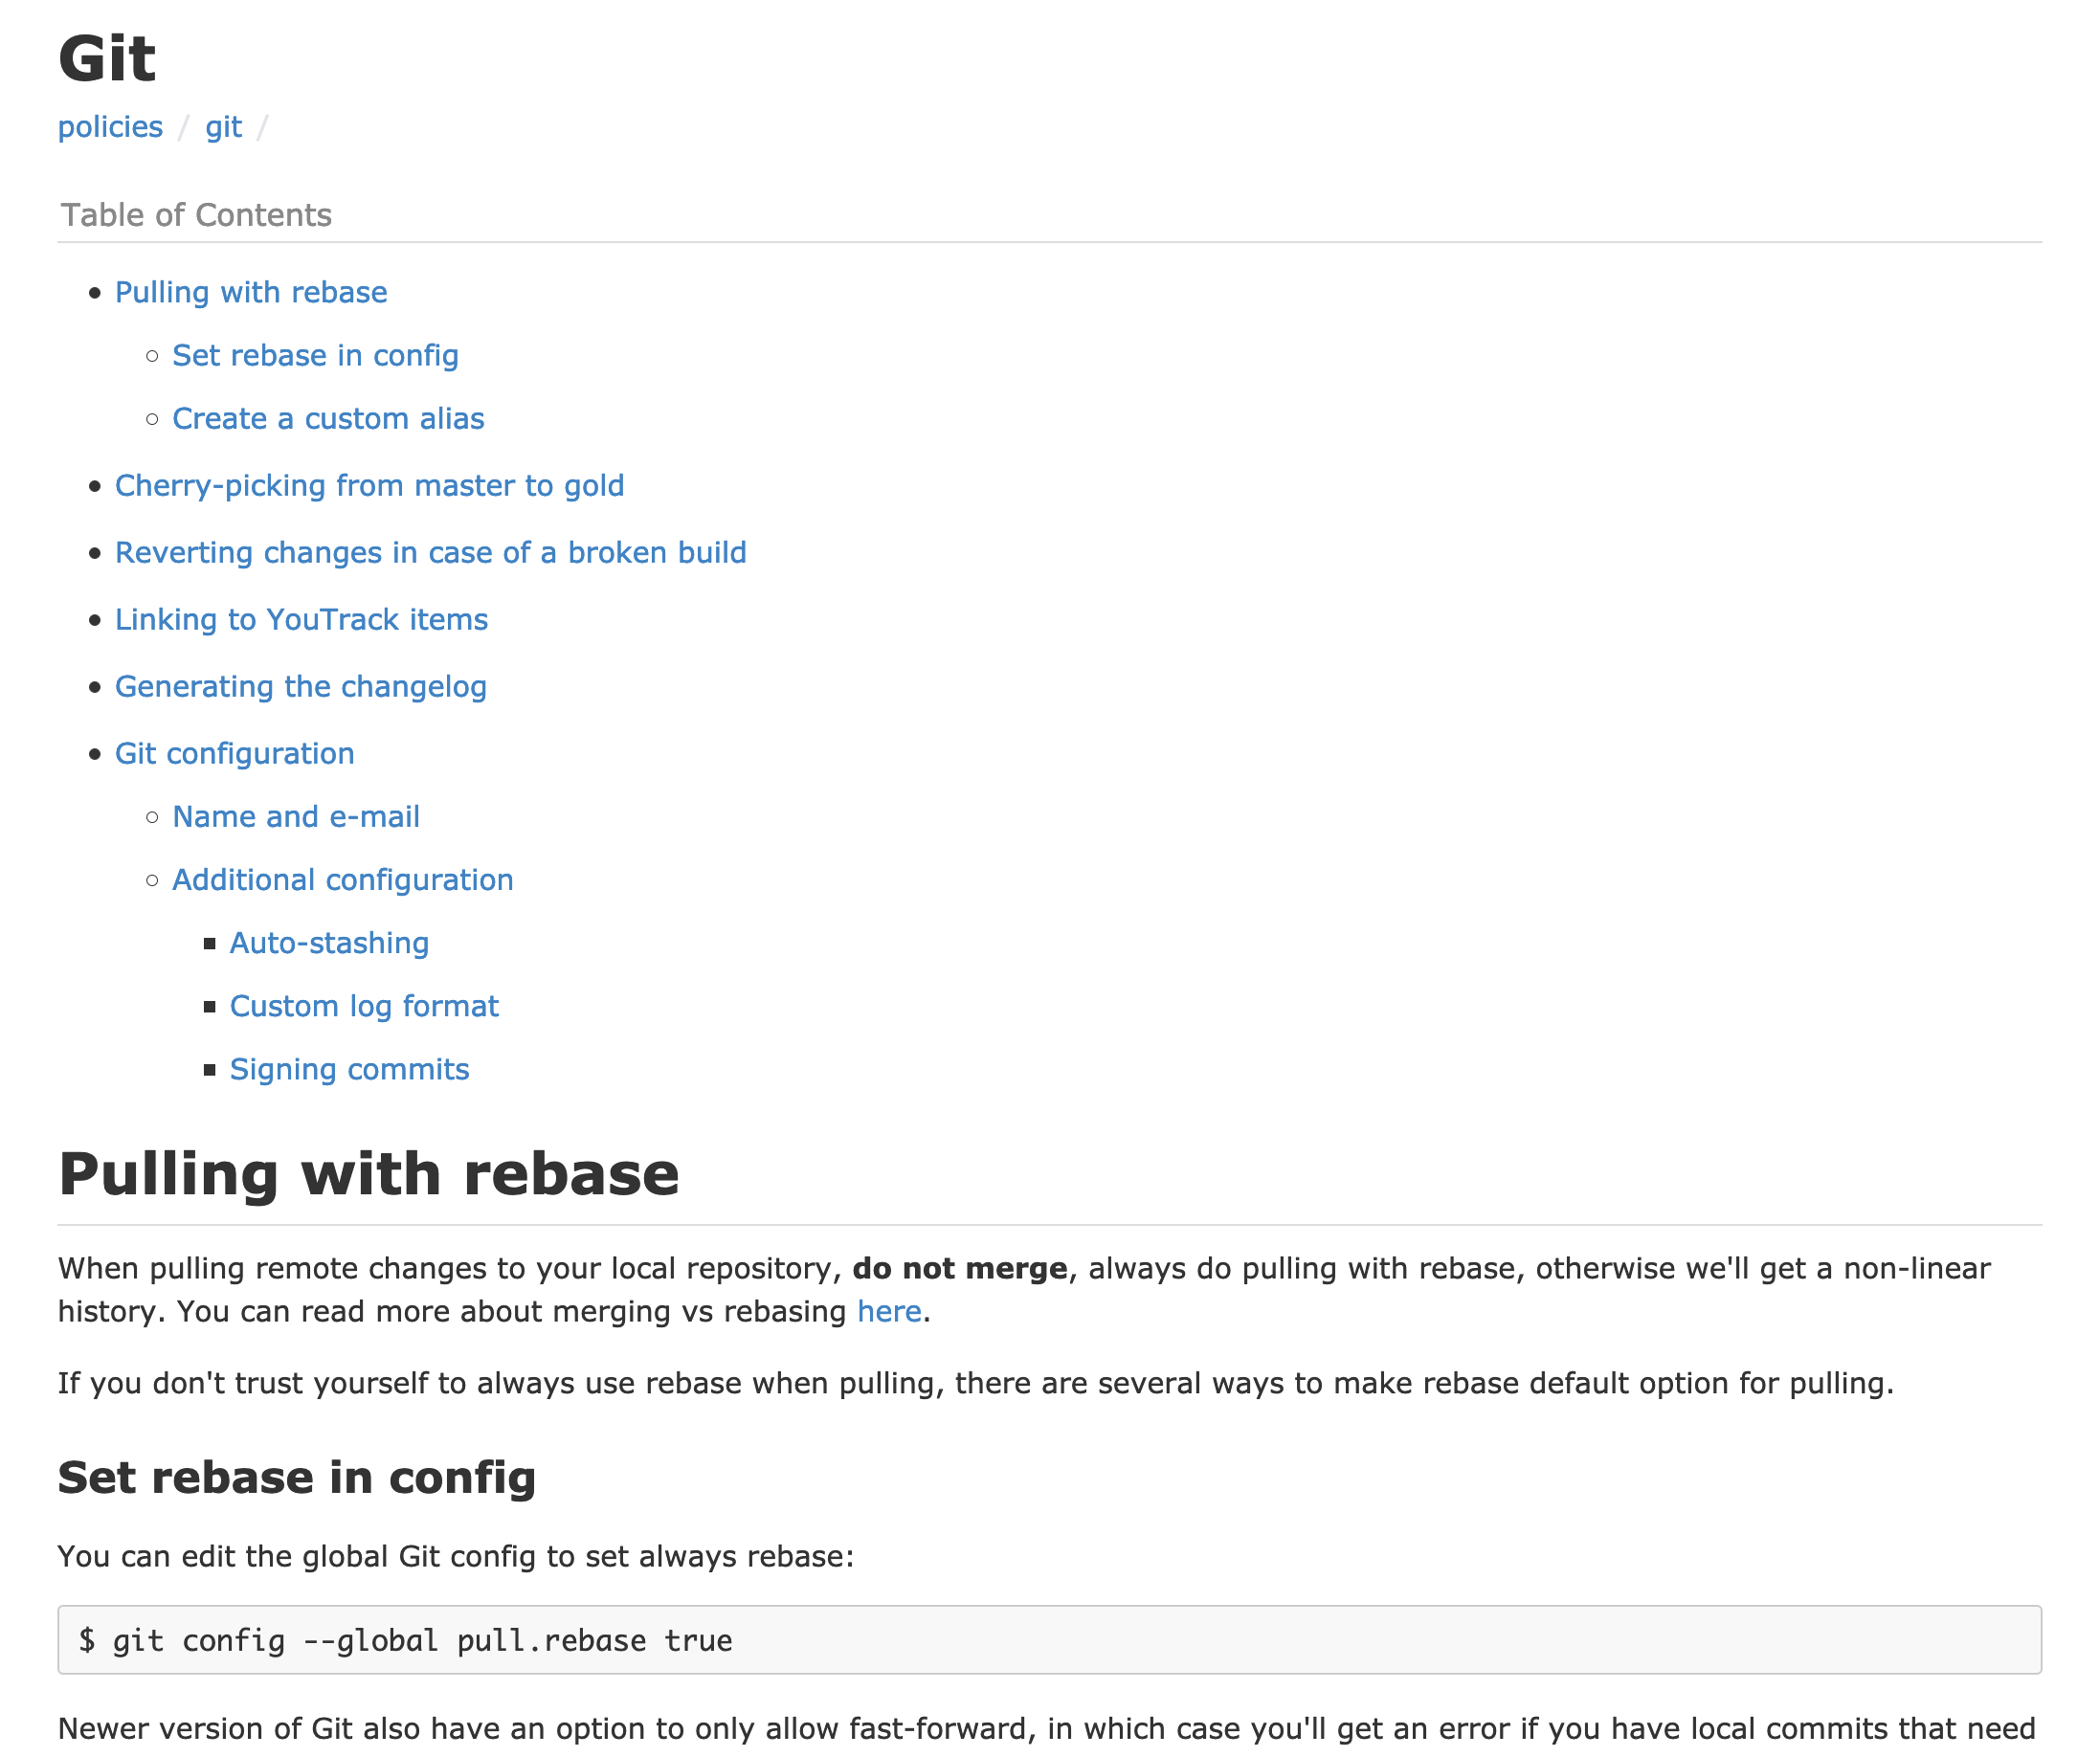 Git
policies / git /
Table of Contents
Pulling with rebase
Set rebase in config
Create a custom alias
Cherry-picking from master to gold
Reverting changes in case of a broken build
Linking to YouTrack items
Generating the changelog
Git configuration
Name and e-mail
Additional configuration
Auto-stashing
Custom log format
Signing commits
Pulling with rebase
When pulling remote changes to your local repository, do not merge, always do pulling with rebase, otherwise we'll get a non-linear
history. You can read more about merging vs rebasing here.
If you don't trust yourself to always use rebase when pulling, there are several ways to make rebase default option for pulling.
Set rebase in config
You can edit the global Git config to set always rebase:
$ git config --global pull.rebase true
Newer version of Git also have an option to only allow fast-forward, in which case you'll get an error if you have local commits that need